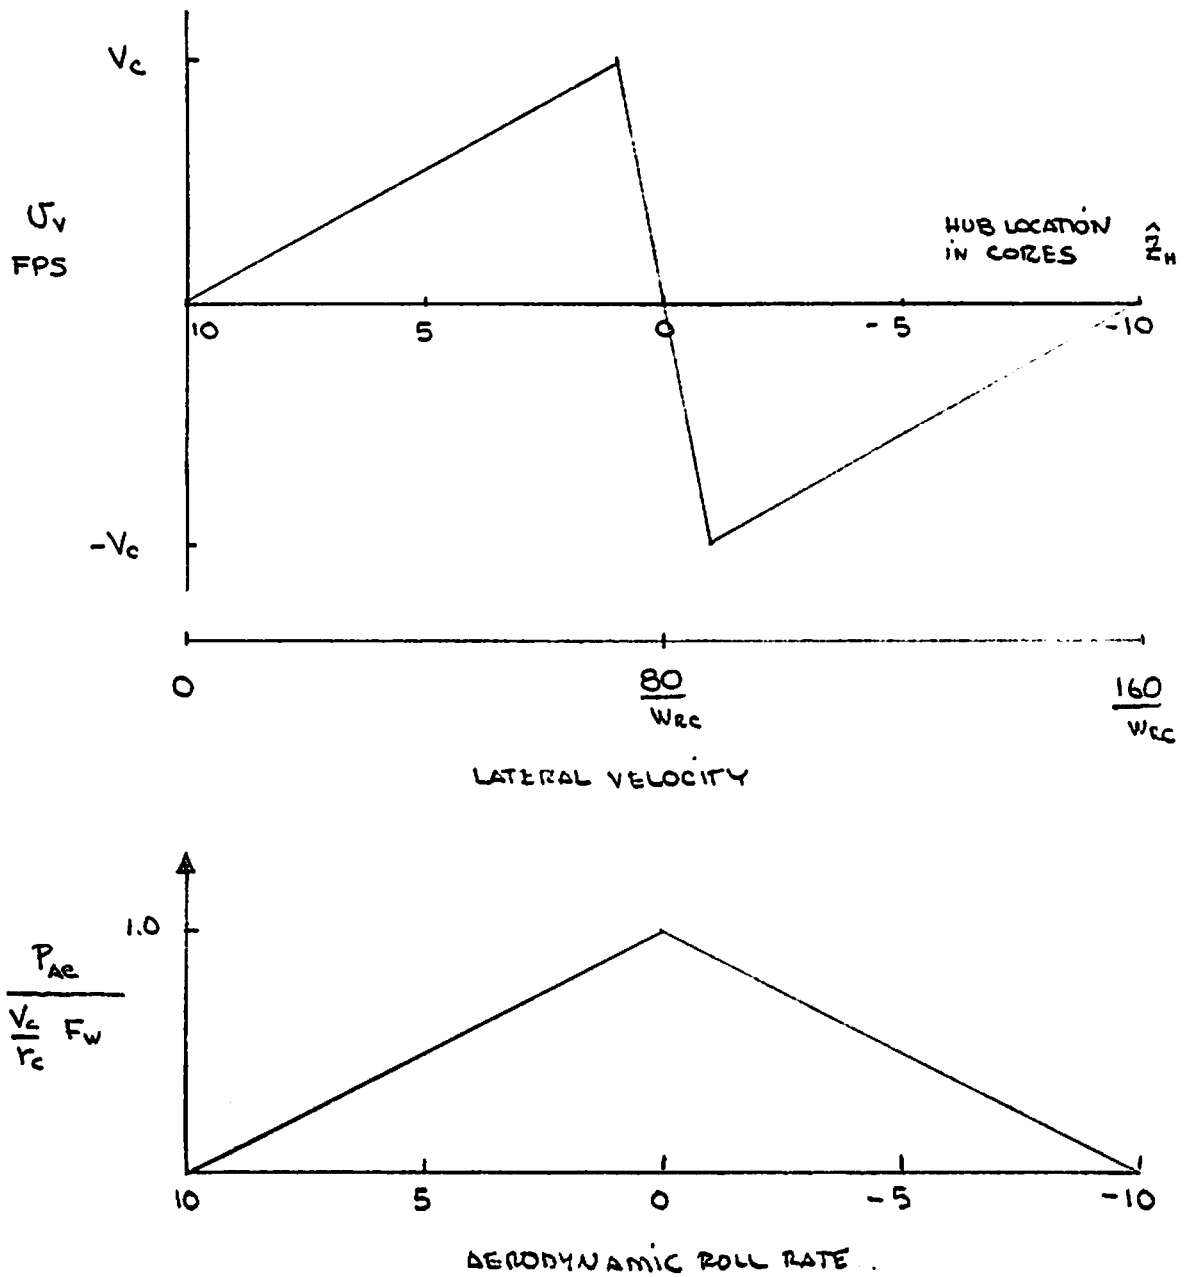 Vc
Uv
FPS
HUB LOCATION
IN CORES ẐH
10 5 0 -5 -10
-Vc
0 80/WRC 160/WRC
LATERAL VELOCITY
1.0
PAE
Vc/rc FW
10 5 0 -5 -10
AERODYNAMIC ROLL RATE.